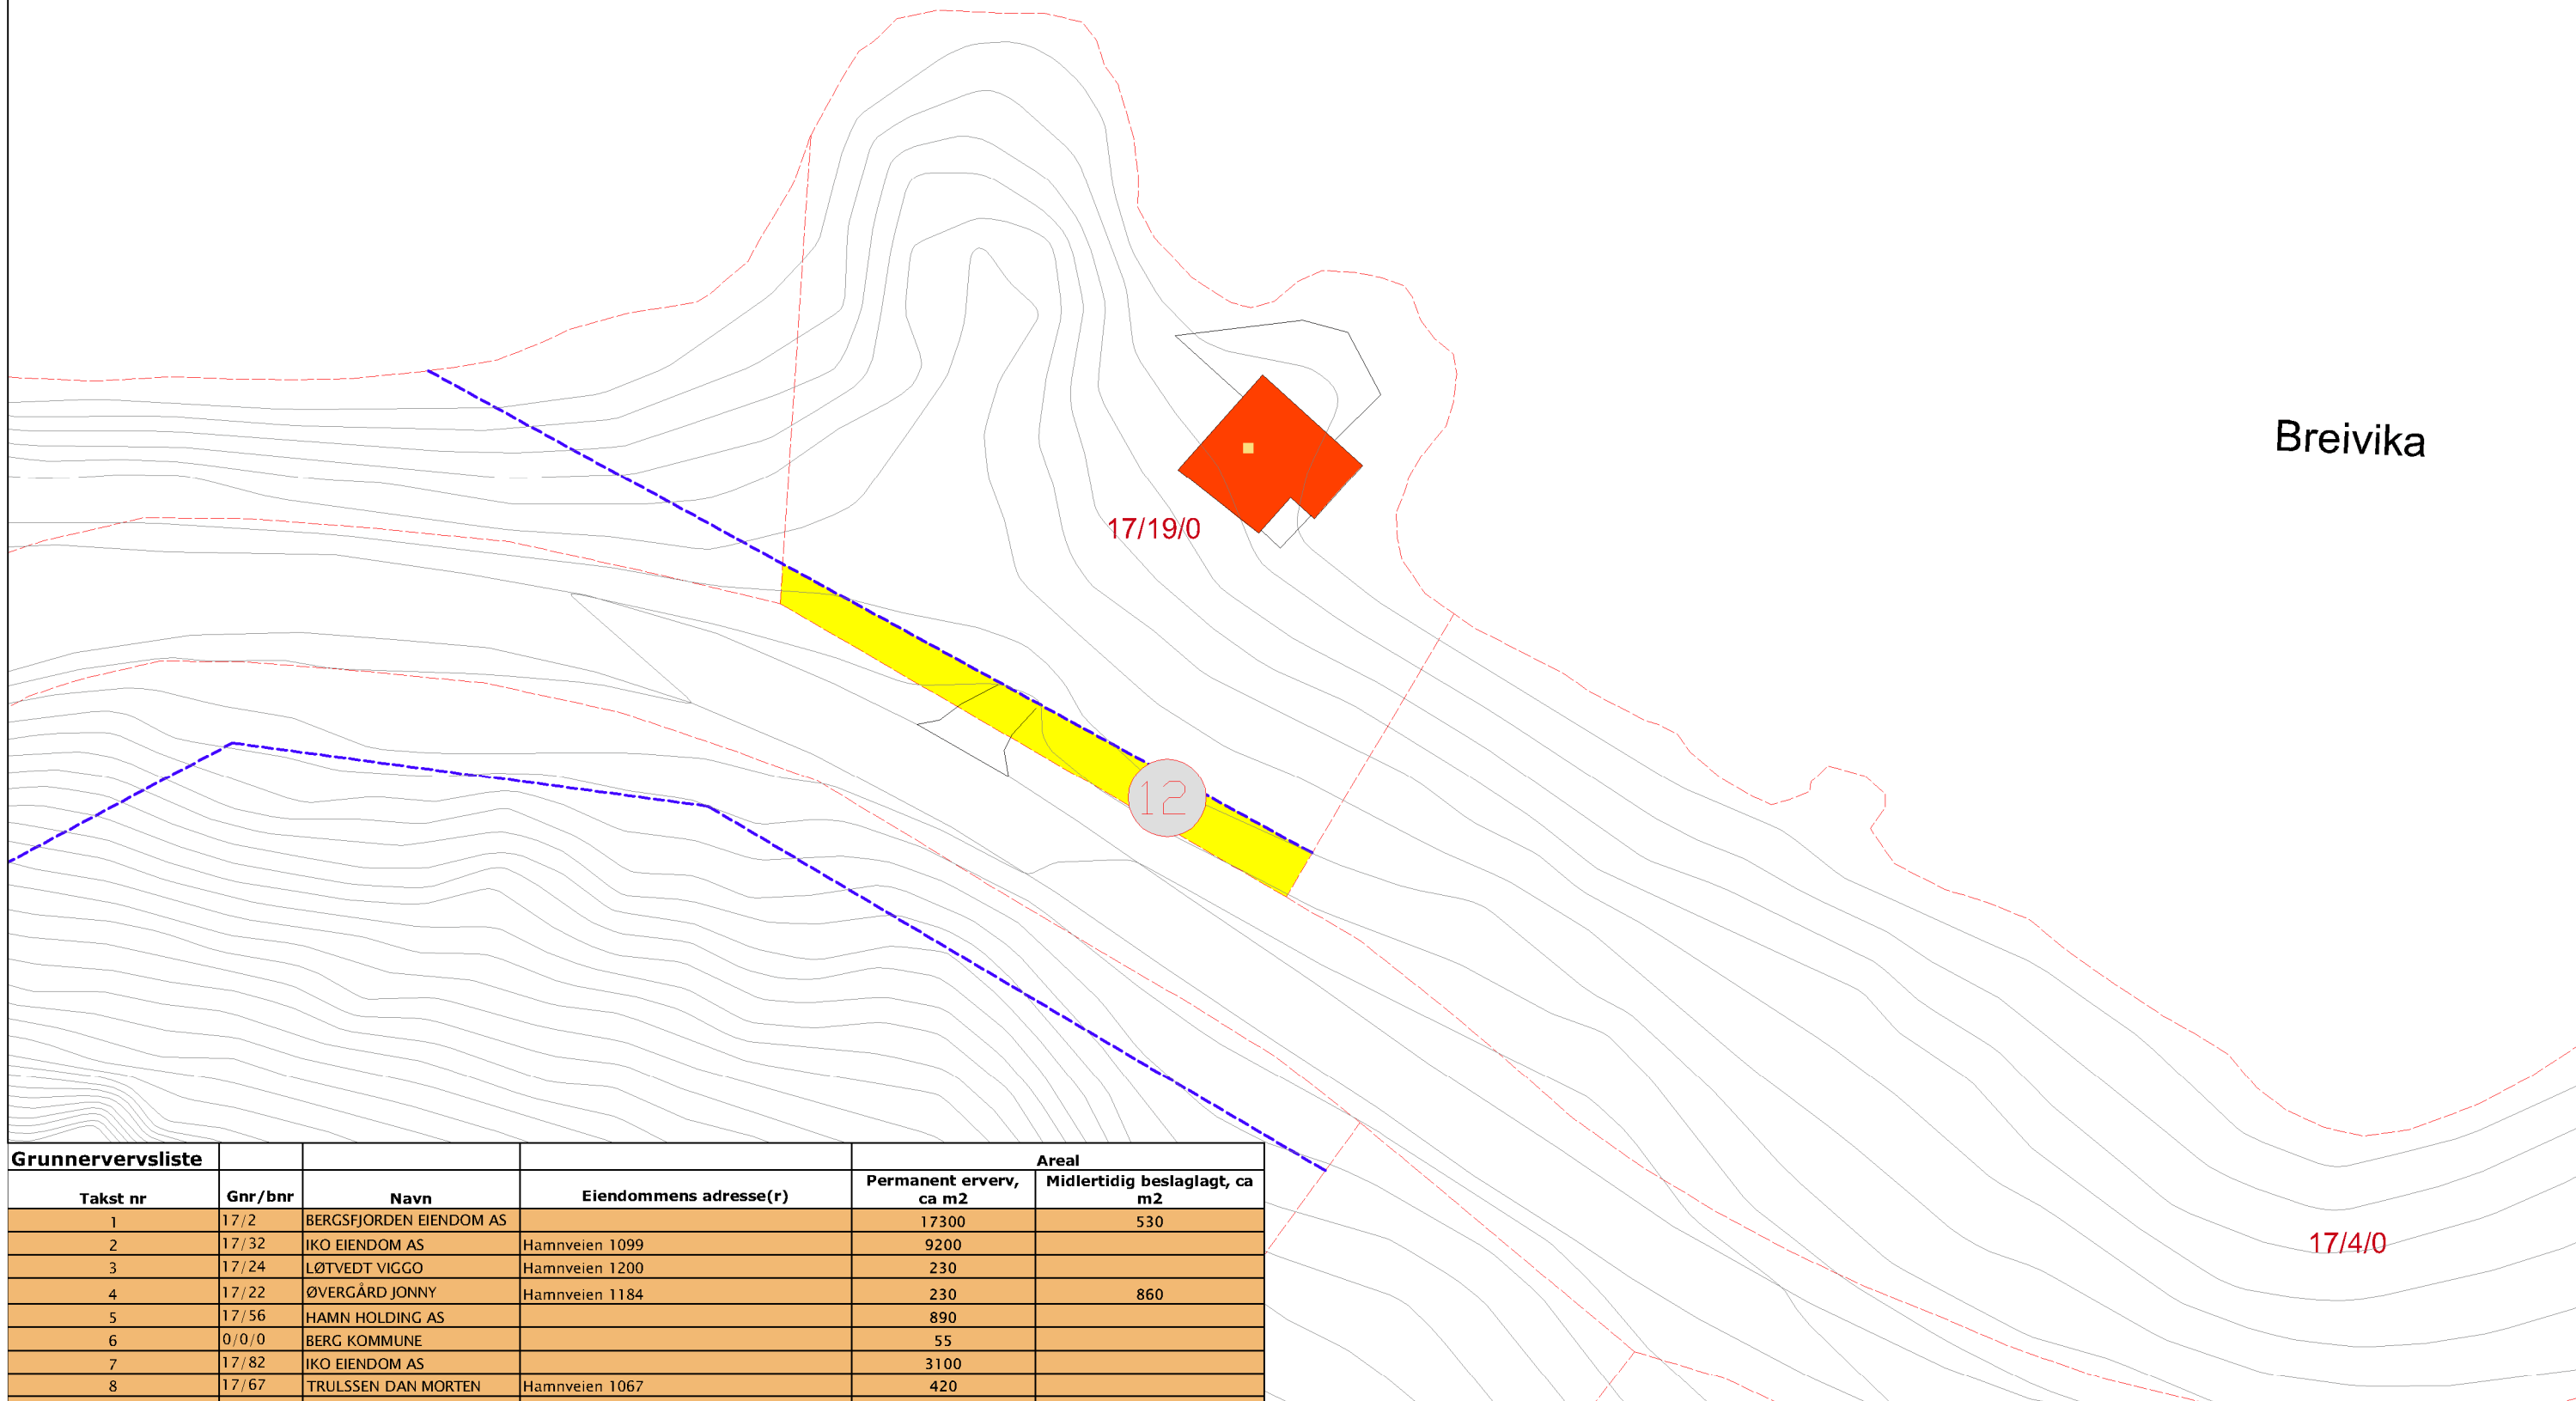 Breivika
17/19/0
12
17/4/0
Grunnervervsliste Areal
Takst nr Gnr/bnr Navn Eiendommens adresse(r) Permanent erverv, ca m2 Midlertidig beslaglagt, ca m2
1 17/2 BERGSFJORDEN EIENDOM AS 17300 530
2 17/32 IKO EIENDOM AS Hamnveien 1099 9200
3 17/24 LØTVEDT VIGGO Hamnveien 1200 230
4 17/22 ØVERGÅRD JONNY Hamnveien 1184 230 860
5 17/56 HAMN HOLDING AS 890
6 0/0/0 BERG KOMMUNE 55
7 17/82 IKO EIENDOM AS 3100
8 17/67 TRULSSEN DAN MORTEN Hamnveien 1067 420